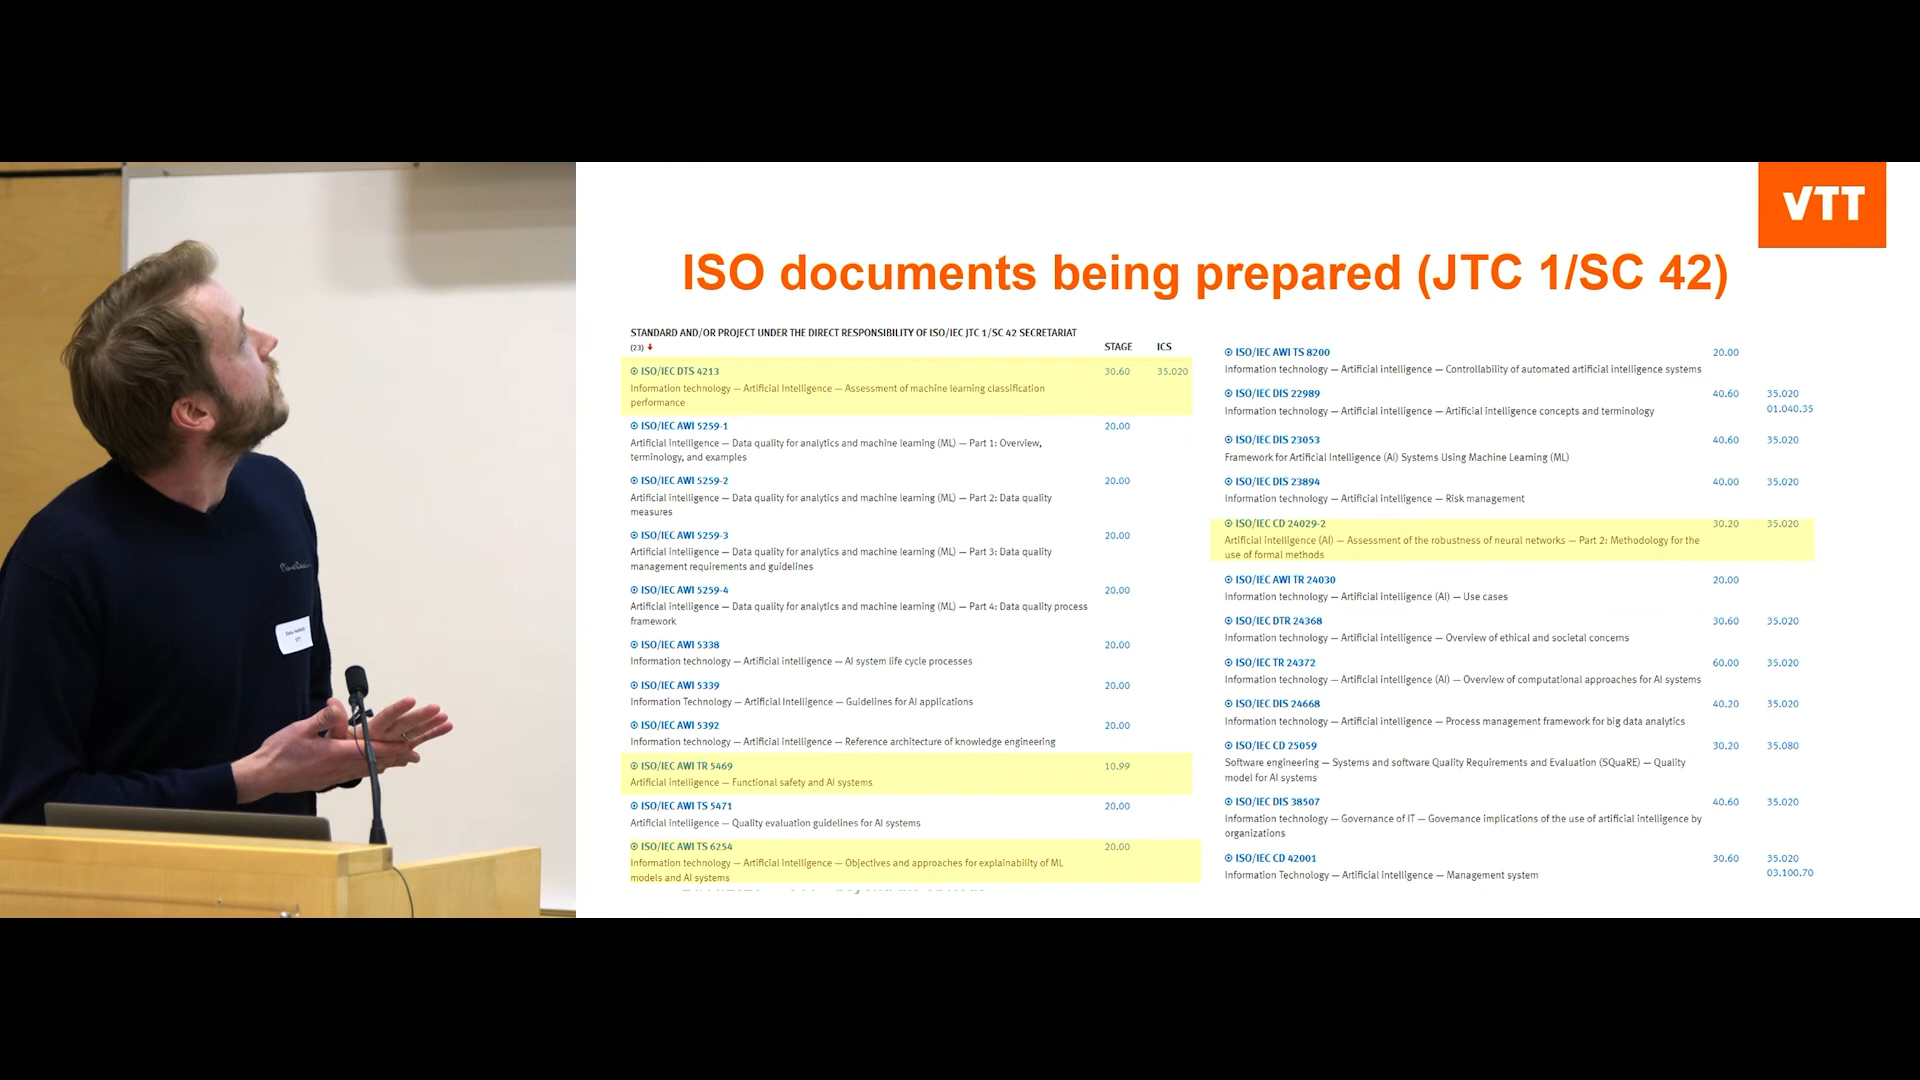 VTT
ISO documents being prepared (JTC 1/SC 42)
STANDARD AND/OR PROJECT UNDER THE DIRECT RESPONSIBILITY OF ISO/IEC JTC 1/SC 42 SECRETARIAT
(23) STAGE ICS
ISO/IEC DTS 4213 30.60 35.020
Information technology — Artificial Intelligence — Assessment of machine learning classification
performance
ISO/IEC AWI 5259-1 20.00
Artificial intelligence — Data quality for analytics and machine learning (ML) — Part 1: Overview,
terminology, and examples
ISO/IEC AWI 5259-2 20.00
Artificial intelligence — Data quality for analytics and machine learning (ML) — Part 2: Data quality
measures
ISO/IEC AWI 5259-3 20.00
Artificial intelligence — Data quality for analytics and machine learning (ML) — Part 3: Data quality
management requirements and guidelines
ISO/IEC AWI 5259-4 20.00
Artificial intelligence — Data quality for analytics and machine learning (ML) — Part 4: Data quality process
framework
ISO/IEC AWI 5338 20.00
Information technology — Artificial intelligence — AI system life cycle processes
ISO/IEC AWI 5339 20.00
Information Technology — Artificial Intelligence — Guidelines for AI applications
ISO/IEC AWI 5392 20.00
Information technology — Artificial intelligence — Reference architecture of knowledge engineering
ISO/IEC AWI TR 5469 10.99
Artificial intelligence — Functional safety and AI systems
ISO/IEC AWI TS 5471 20.00
Artificial intelligence — Quality evaluation guidelines for AI systems
ISO/IEC AWI TS 6254 20.00
Information technology — Artificial intelligence — Objectives and approaches for explainability of ML
models and AI systems
ISO/IEC AWI TS 8200 20.00
Information technology — Artificial intelligence — Controllability of automated artificial intelligence systems
ISO/IEC DIS 22989 40.60 35.020
Information technology — Artificial intelligence — Artificial intelligence concepts and terminology 01.040.35
ISO/IEC DIS 23053 40.60 35.020
Framework for Artificial Intelligence (AI) Systems Using Machine Learning (ML)
ISO/IEC DIS 23894 40.00 35.020
Information technology — Artificial intelligence — Risk management
ISO/IEC CD 24029-2 30.20 35.020
Artificial intelligence (AI) — Assessment of the robustness of neural networks — Part 2: Methodology for the
use of formal methods
ISO/IEC AWI TR 24030 20.00
Information technology — Artificial intelligence (AI) — Use cases
ISO/IEC DTR 24368 30.60 35.020
Information technology — Artificial intelligence — Overview of ethical and societal concerns
ISO/IEC TR 24372 60.00 35.020
Information technology — Artificial intelligence (AI) — Overview of computational approaches for AI systems
ISO/IEC DIS 24668 40.20 35.020
Information technology — Artificial intelligence — Process management framework for big data analytics
ISO/IEC CD 25059 30.20 35.080
Software engineering — Systems and software Quality Requirements and Evaluation (SQuaRE) — Quality
model for AI systems
ISO/IEC DIS 38507 40.60 35.020
Information technology — Governance of IT — Governance implications of the use of artificial intelligence by
organizations
ISO/IEC CD 42001 30.60 35.020
Information Technology — Artificial intelligence — Management system 03.100.70
VTT